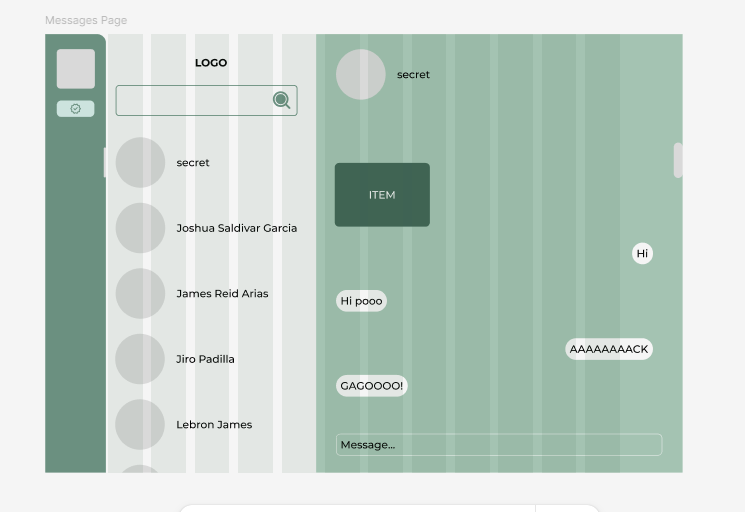 Messages Page
LOGO
secret
Joshua Saldivar Garcia
James Reid Arias
Jiro Padilla
Lebron James
secret
ITEM
Hi
Hi pooo
AAAAAAAACK
GAGOOOO!
Message...